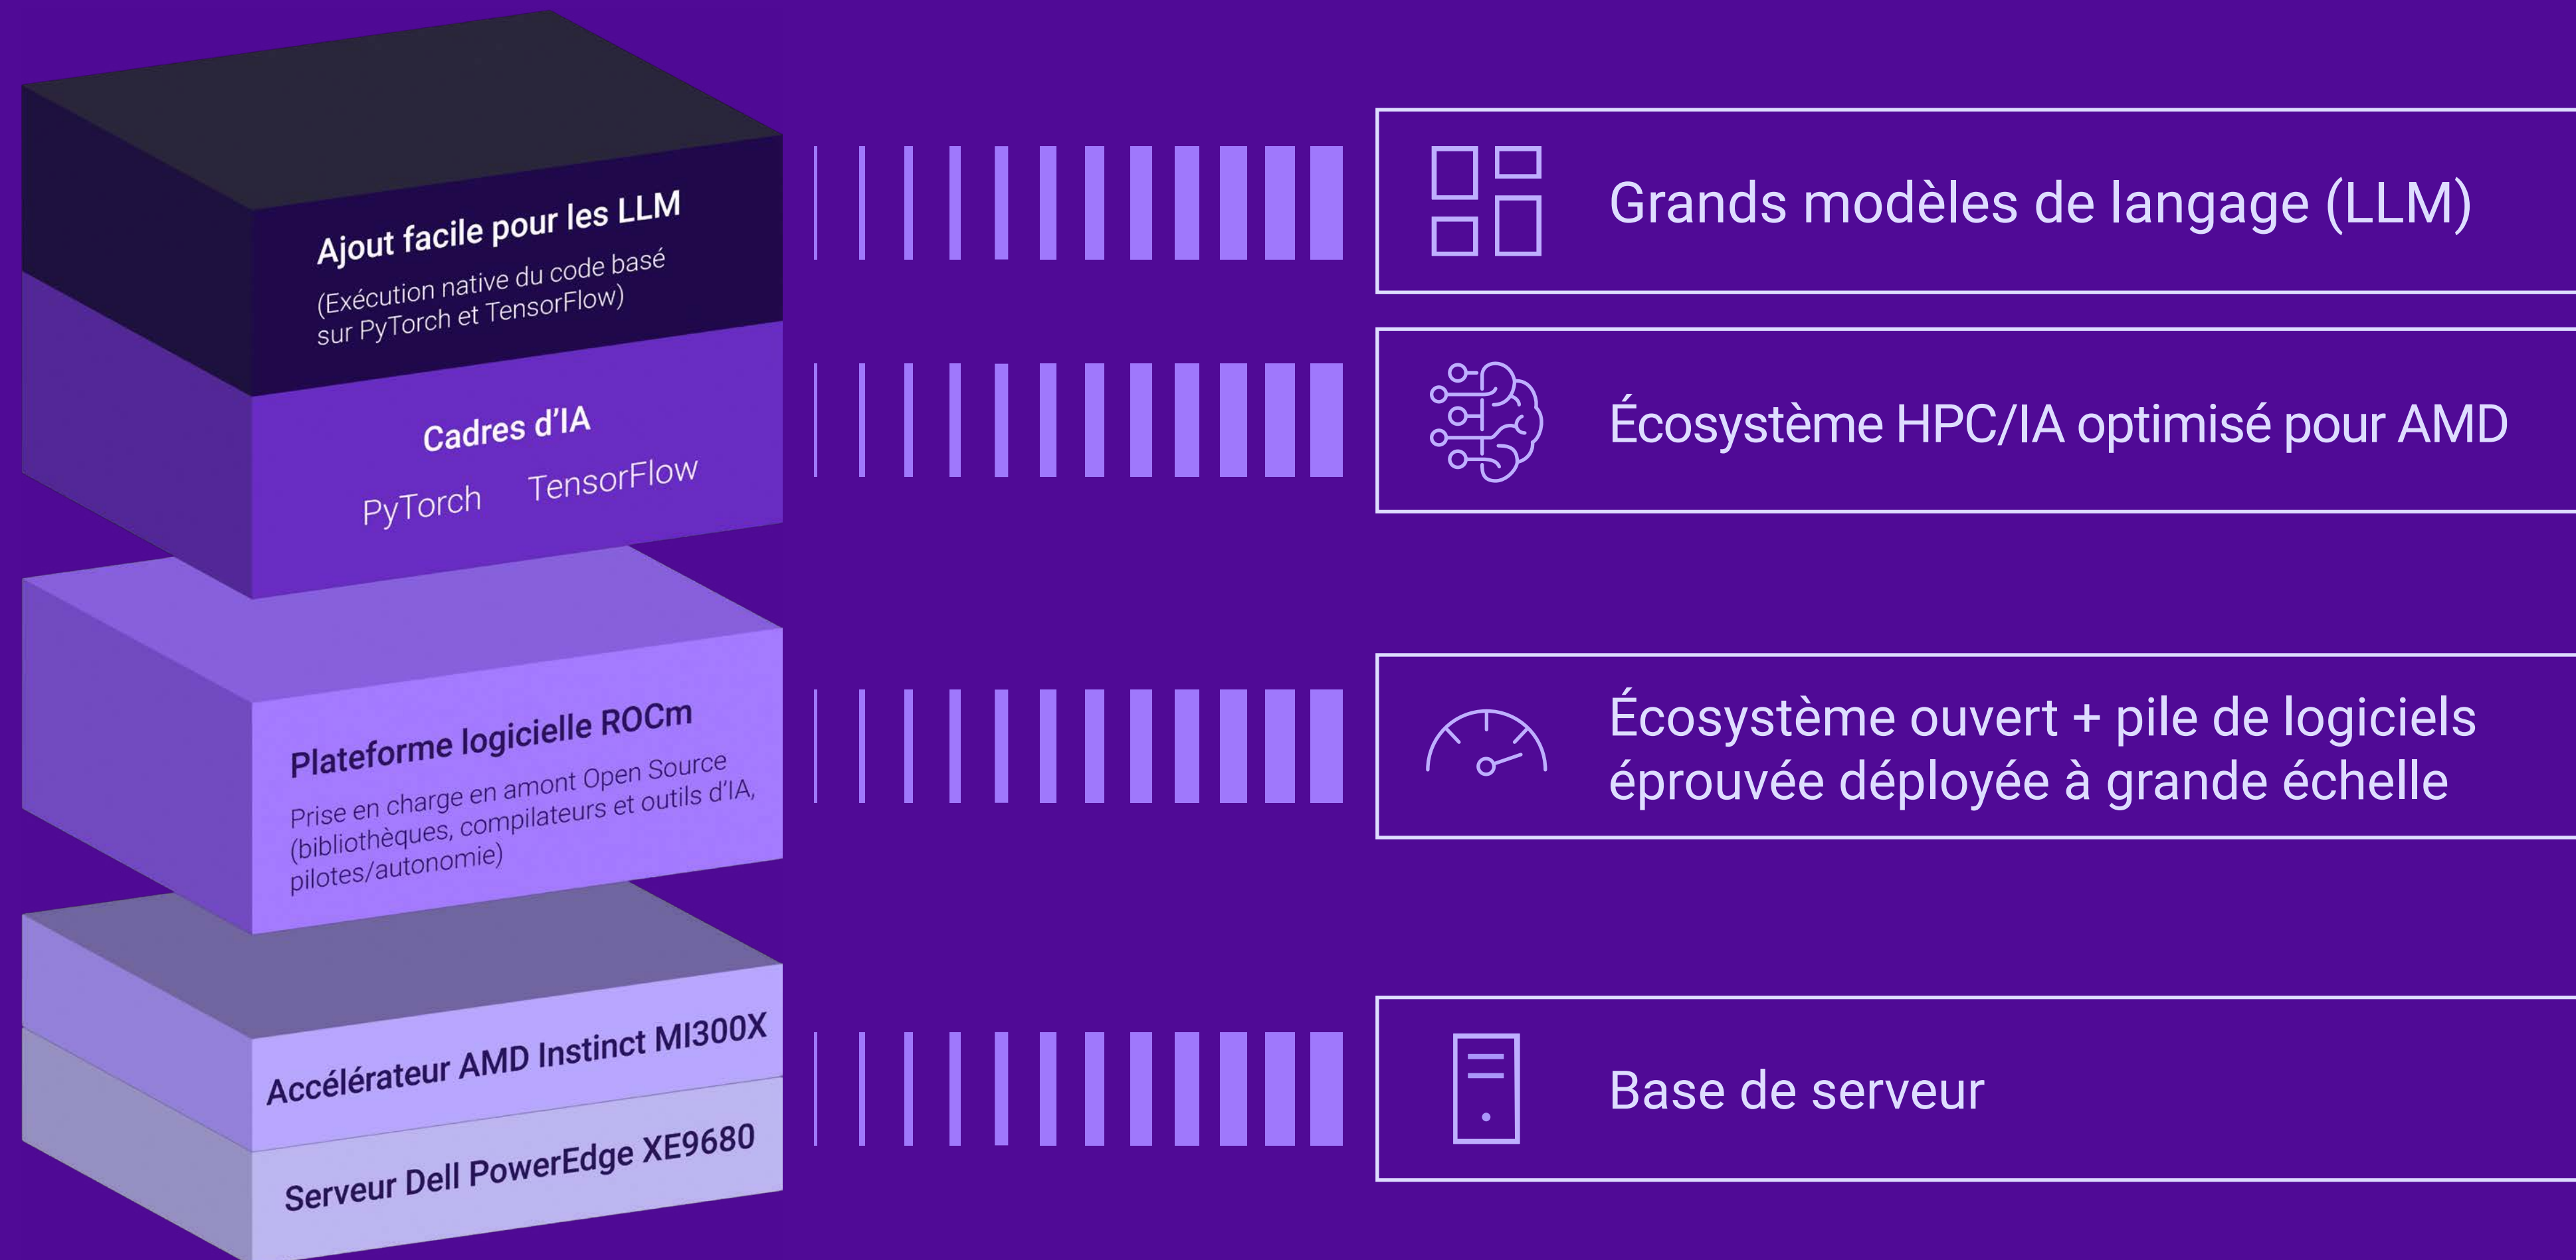 Ajout facile pour les LLM
(Exécution native du code basé
sur PyTorch et TensorFlow)
Grands modèles de langage (LLM)
Cadres d’IA
PyTorch TensorFlow
Écosystème HPC/IA optimisé pour AMD
Plateforme logicielle ROCm
Prise en charge en amont Open Source
(bibliothèques, compilateurs et outils d’IA,
pilotes/autonomie)
Écosystème ouvert + pile de logiciels
éprouvée déployée à grande échelle
Accélérateur AMD Instinct MI300X
Serveur Dell PowerEdge XE9680
Base de serveur